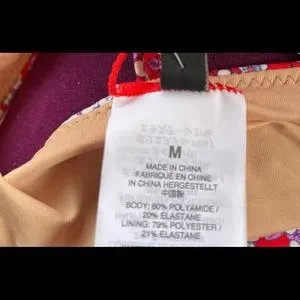 M
MADE IN CHINA
FABRIQUÉ EN CHINE
IN CHINA HERGESTELLT
中国製
BODY: 80% POLYAMIDE /
20% ELASTANE
LINING: 79% POLYESTER /
21% ELASTANE